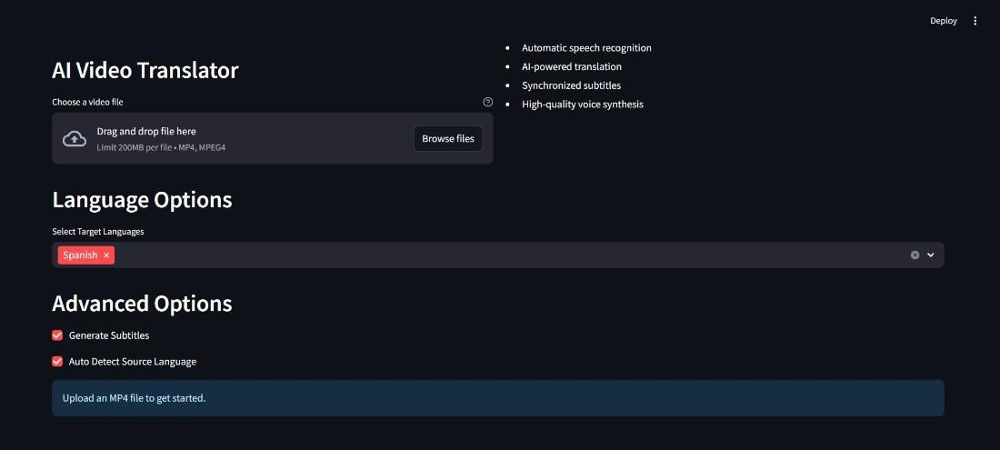 Deploy
AI Video Translator
Choose a video file
Drag and drop file here
Limit 200MB per file • MP4, MPEG4
Browse files
• Automatic speech recognition
• AI-powered translation
• Synchronized subtitles
• High-quality voice synthesis
Language Options
Select Target Languages
Spanish
Advanced Options
Generate Subtitles
Auto Detect Source Language
Upload an MP4 file to get started.